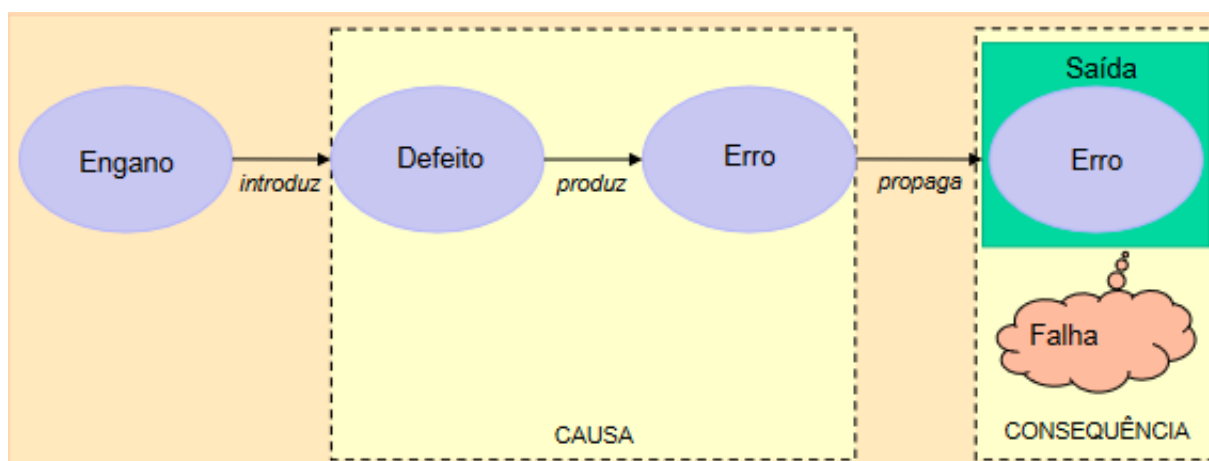 Engano
introduz
Defeito
produz
Erro
propaga
Saída
Erro
Falha
CAUSA
CONSEQUÊNCIA